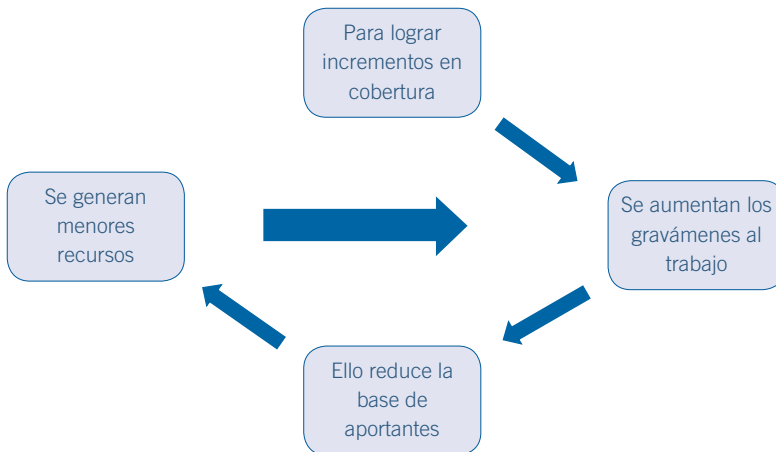 Para lograr
incrementos en
cobertura
Se generan
menores
recursos
Se aumentan los
gravámenes al
trabajo
Ello reduce la
base de
aportantes